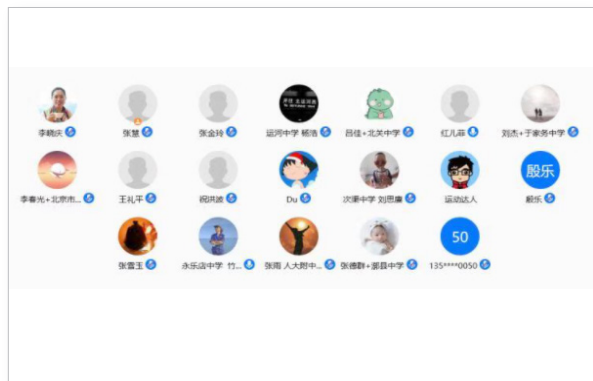 李晓庆
张慧
张金玲
运河中学 杨浩
吕佳+北关中学
红儿菲
刘杰+于家务中学
李春光+北京市...
王礼平
祝洪波
Du
次渠中学 刘思廉
运动达人
殷乐
殷乐
张雪玉
永乐店中学 竹...
张雨 人大附中...
张德群+郎县中学
50
135****0050